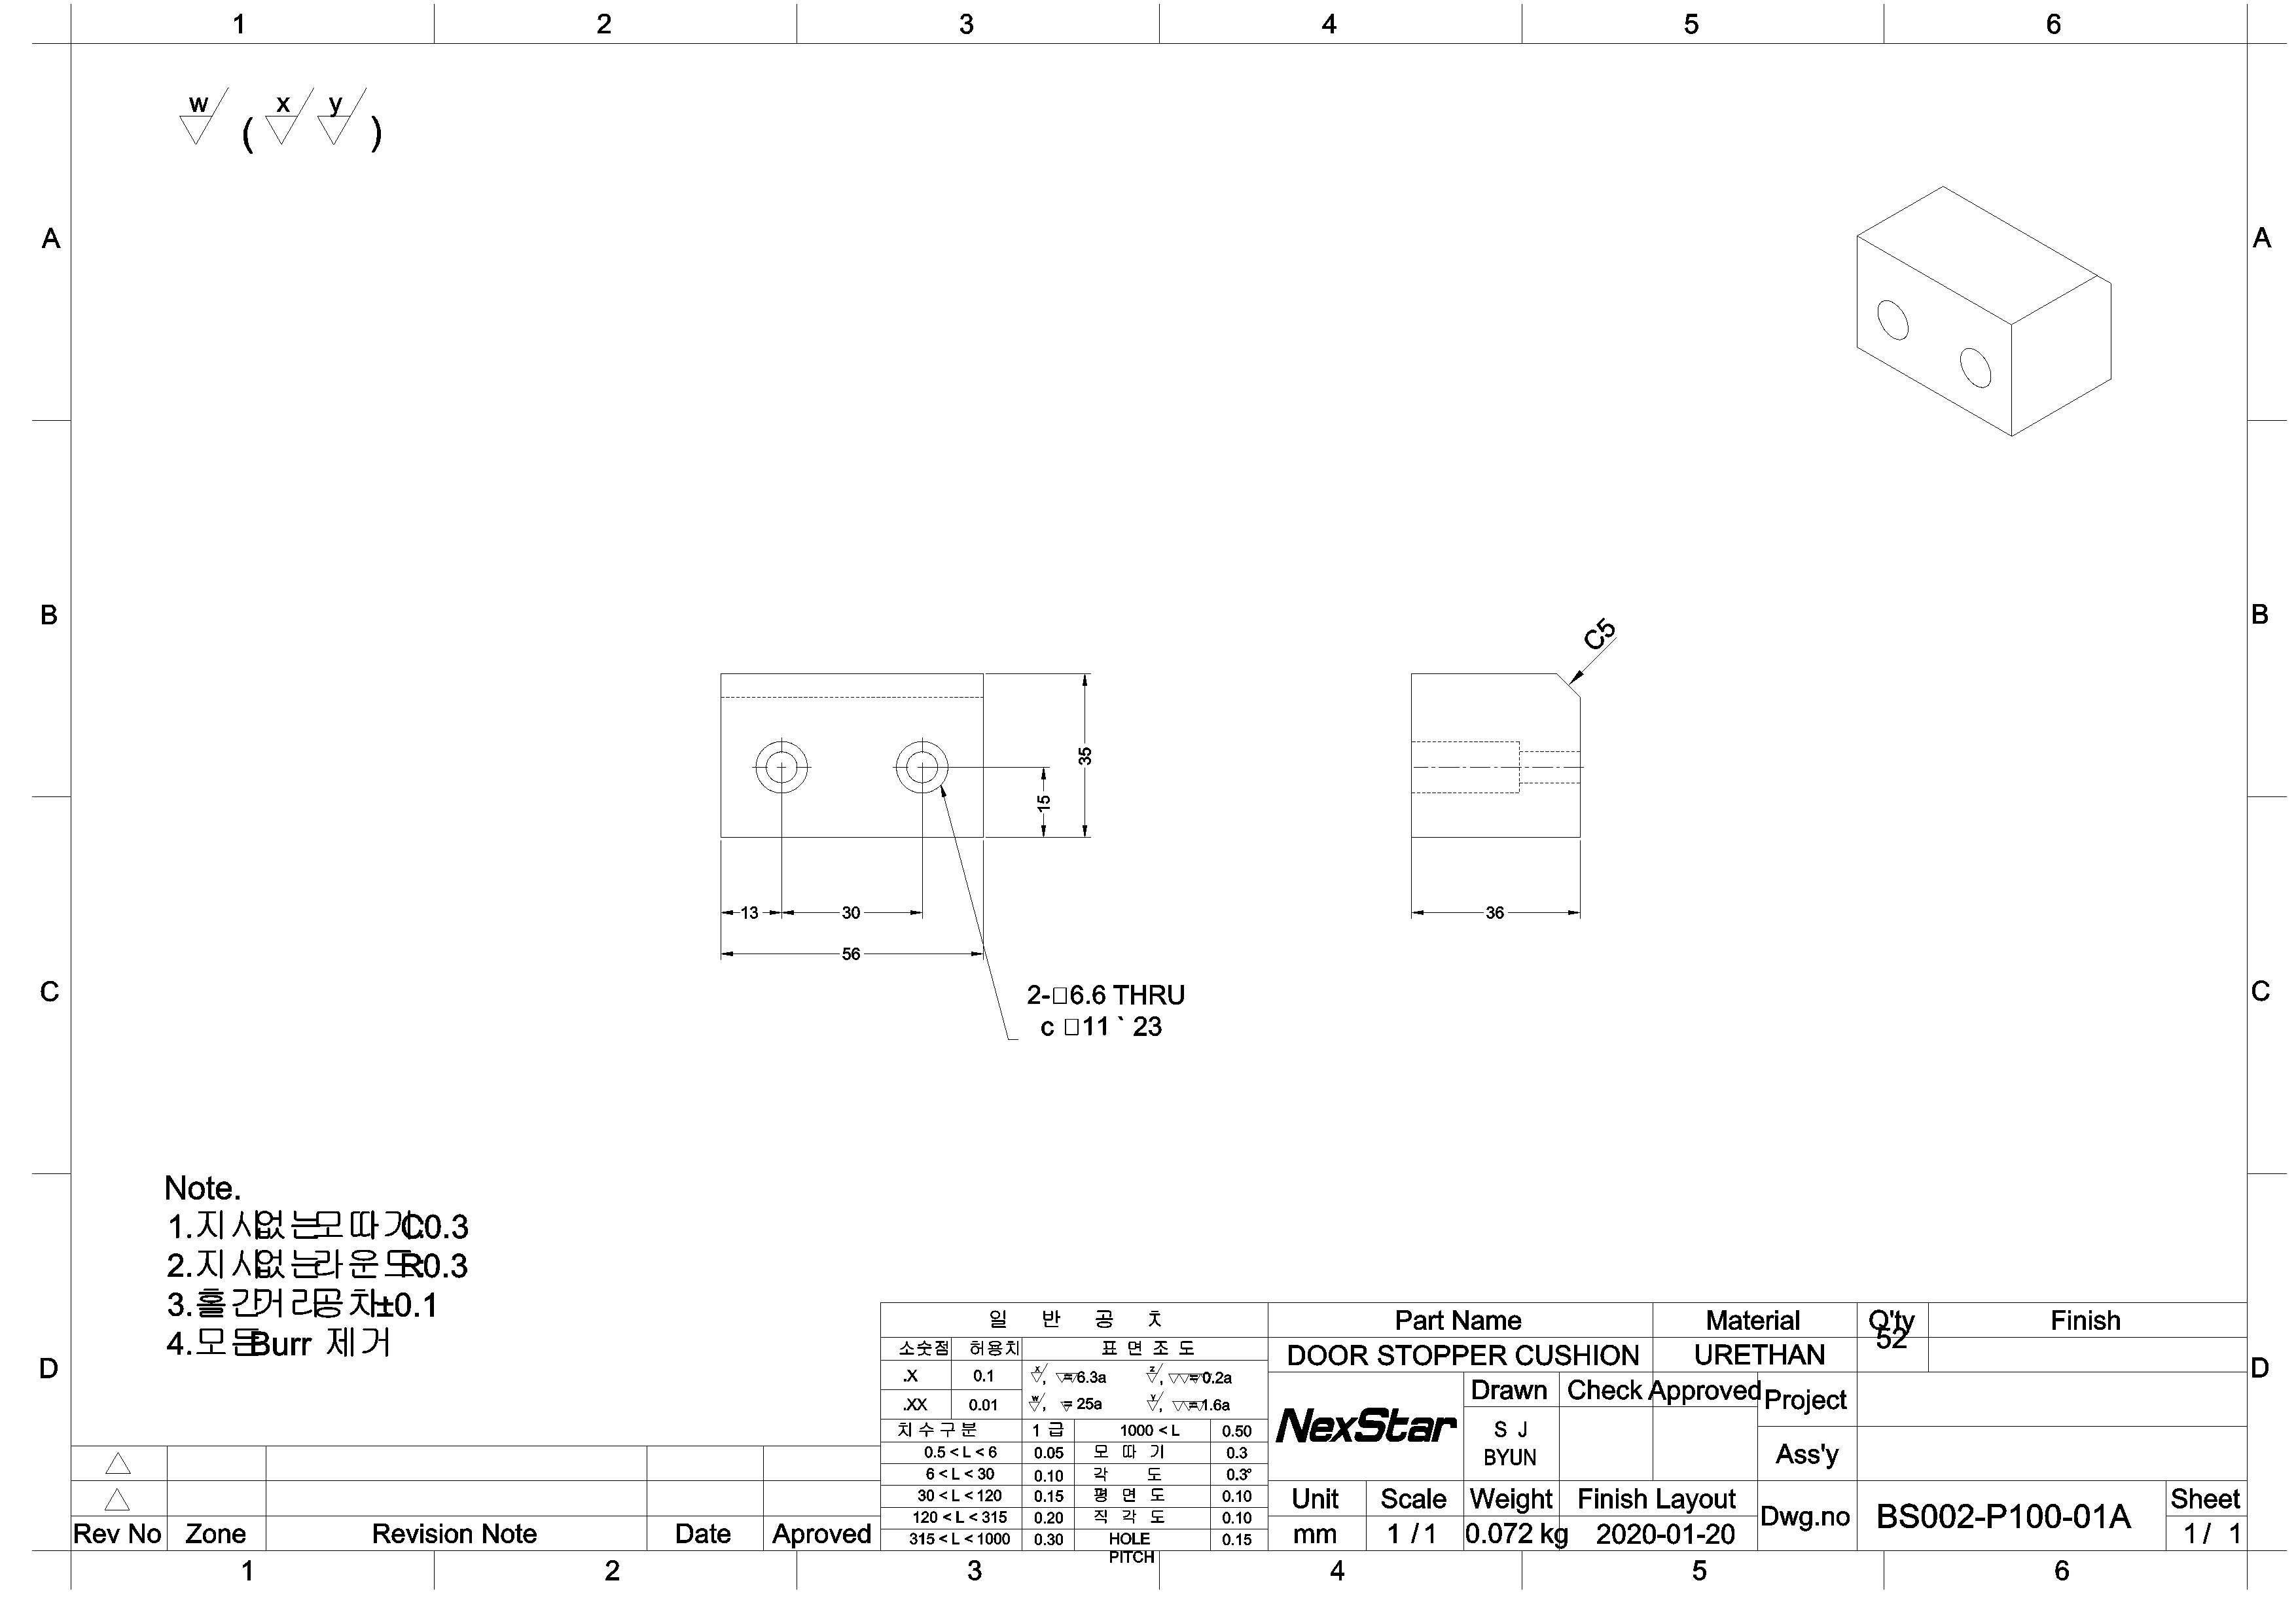 1 2 3 4 5 6
w ( x y )
A A
C5
B B
35
15
13 30 36
56
C C
2-□6.6 THRU
c □11 ` 23
Note.
1.지시없는모따기C0.3
2.지시없는라운드R0.3
3.홀간거리공차±0.1
4.모든Burr 제거
D D
일 반 공 차
소숫점 허용치 표 면 조 도
.X 0.1 x, 6.3a z, 0.2a
.XX 0.01 w, 25a y, 1.6a
치 수 구 분 1 급 1000 < L 0.50
0.5 < L < 6 0.05 모 따 기 0.3
6 < L < 30 0.10 각 도 0.3°
30 < L < 120 0.15 평 면 도 0.10
120 < L < 315 0.20 직 각 도 0.10
315 < L < 1000 0.30 HOLE PITCH 0.15
Part Name Material Q'ty Finish
DOOR STOPPER CUSHION URETHAN 52
NexStar
Drawn Check Approved Project
S J BYUN
Ass'y
Unit Scale Weight Finish Layout Dwg.no BS002-P100-01A Sheet
mm 1 / 1 0.072 kg 2020-01-20 1 / 1
Rev No Zone Revision Note Date Aproved
1 2 3 4 5 6